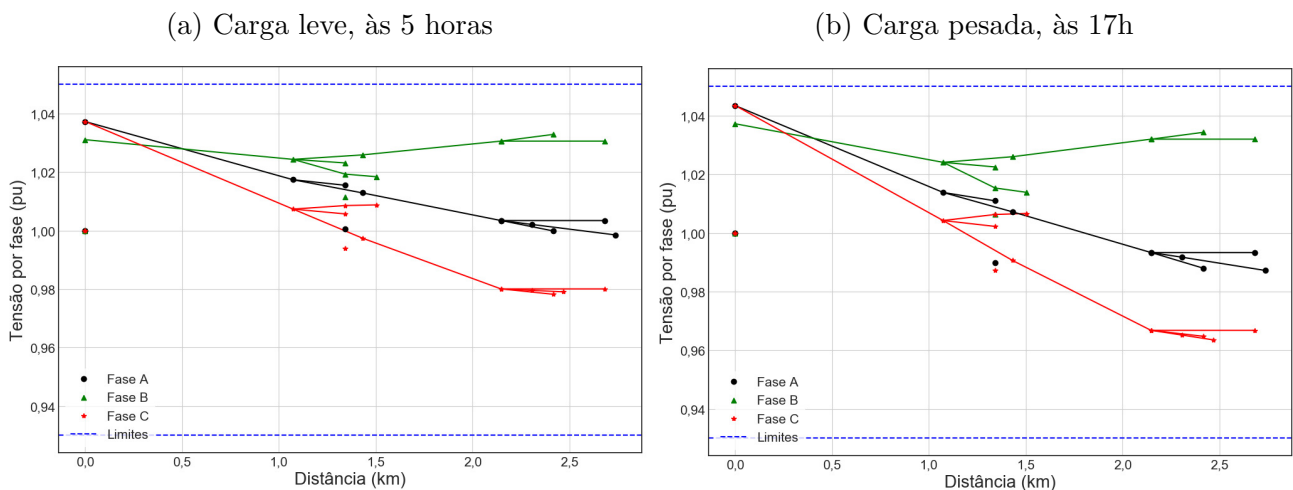 (a) Carga leve, às 5 horas
1,04
1,02
1,00
0,98
0,96
0,94
Tensão por fase (pu)
Fase A
Fase B
Fase C
Limites
0,0
0,5
1,0
1,5
2,0
2,5
Distância (km)
(b) Carga pesada, às 17h
1,04
1,02
1,00
0,98
0,96
0,94
Tensão por fase (pu)
Fase A
Fase B
Fase C
Limites
0,0
0,5
1,0
1,5
2,0
2,5
Distância (km)